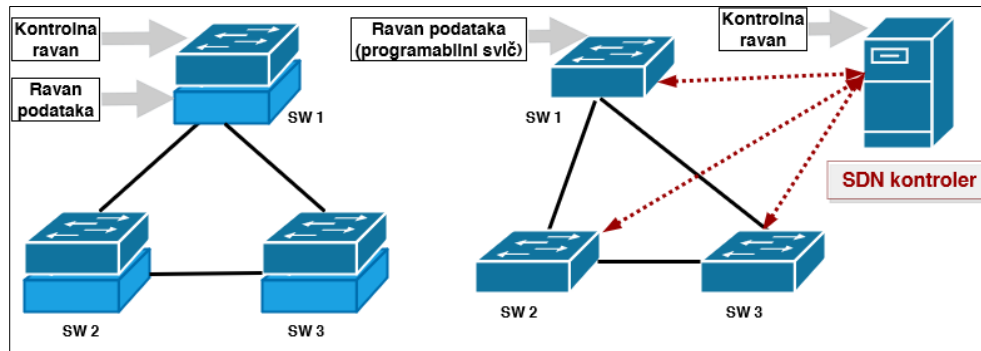 Kontrolna
ravan
Ravan
podataka
SW 1
SW 2
SW 3
Ravan podataka
(programabilni svič)
Kontrolna
ravan
SW 1
SDN kontroler
SW 2
SW 3